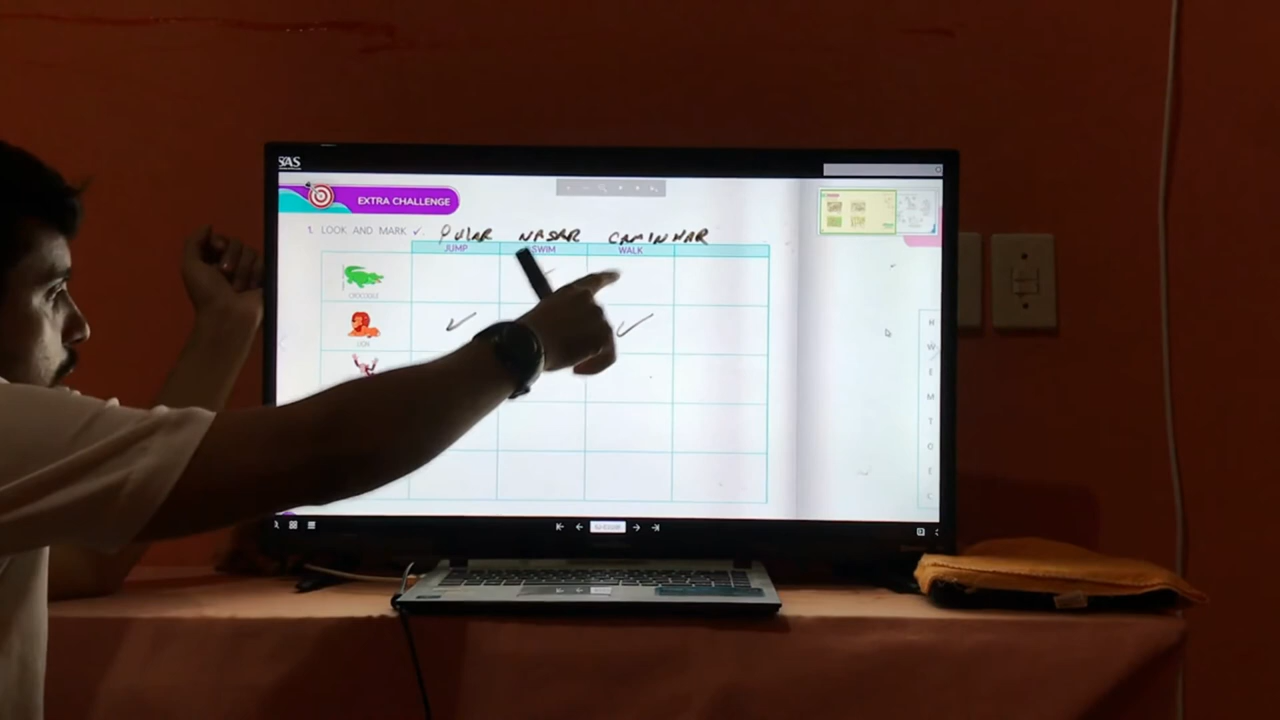 SAS
EXTRA CHALLENGE
1. LOOK AND MARK ✓.
PULAR NADAR CAMINHAR
JUMP SWIM WALK
CROCODILE
LION
H
W
E
M
T
O
E
C